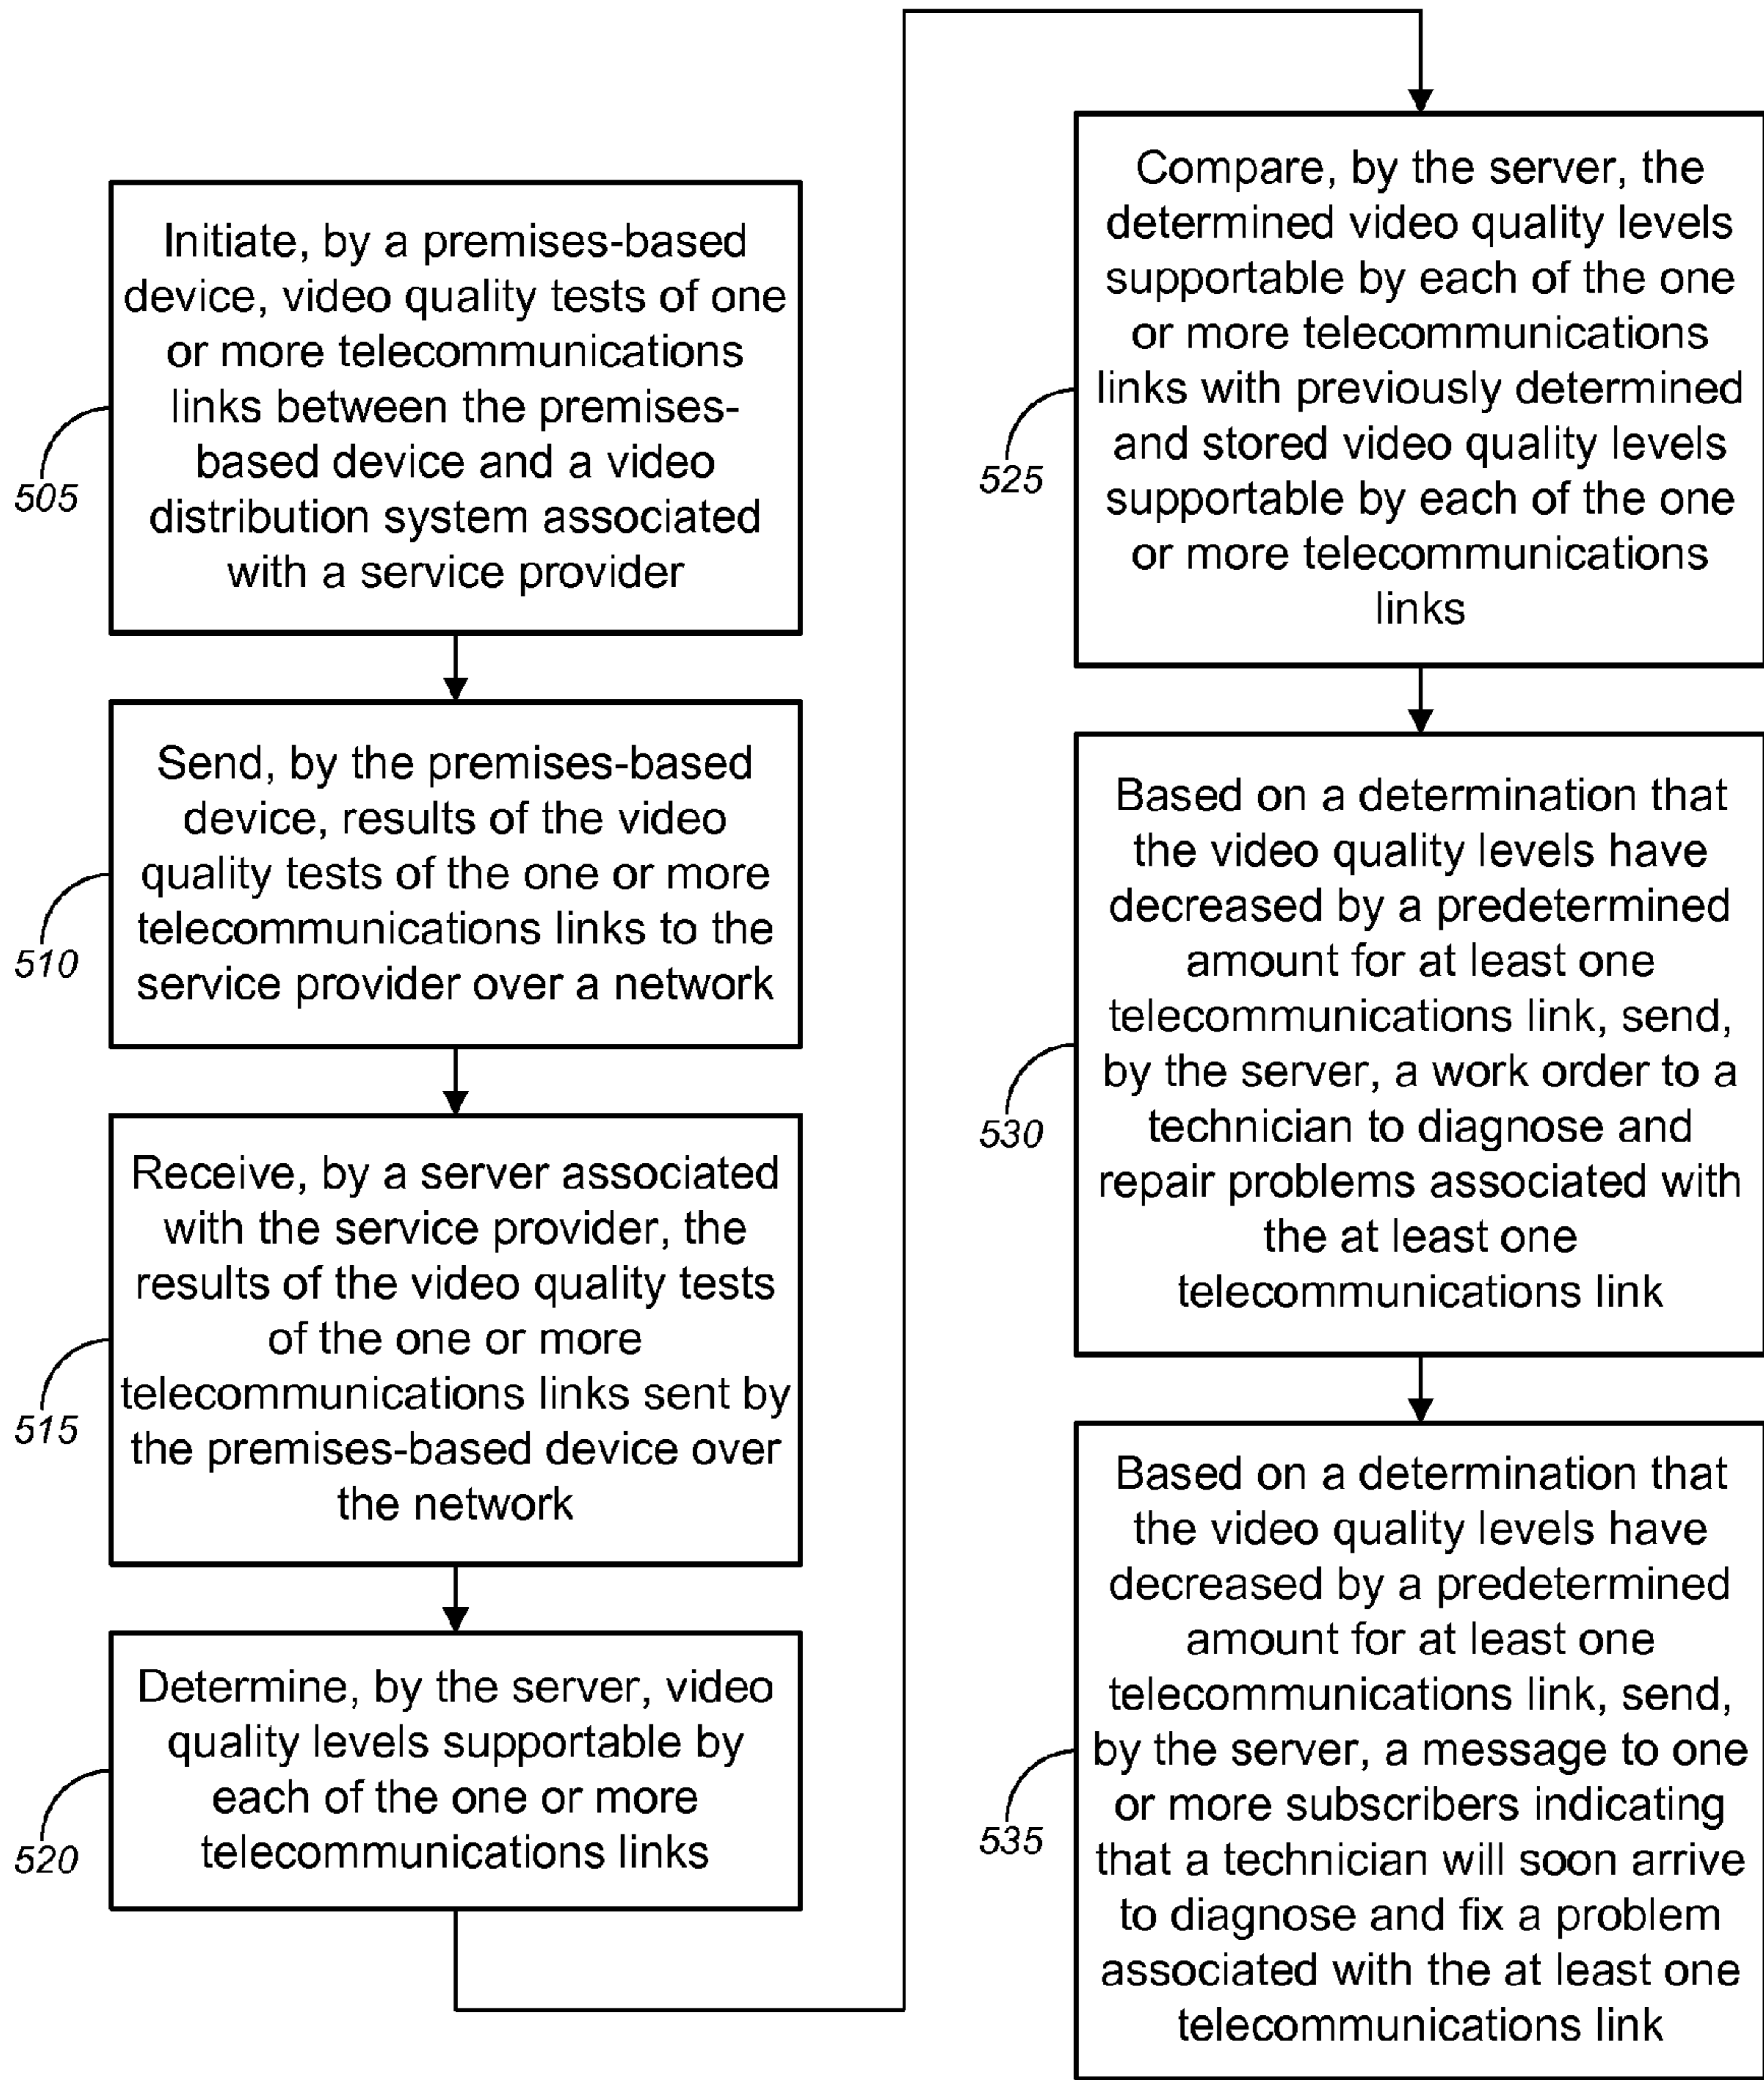 Initiate, by a premises-based
device, video quality tests of one
or more telecommunications
links between the premises-
based device and a video
distribution system associated
with a service provider
505
Send, by the premises-based
device, results of the video
quality tests of the one or more
telecommunications links to the
service provider over a network
510
Receive, by a server associated
with the service provider, the
results of the video quality tests
of the one or more
telecommunications links sent by
the premises-based device over
the network
515
Determine, by the server, video
quality levels supportable by
each of the one or more
telecommunications links
520
Compare, by the server, the
determined video quality levels
supportable by each of the one
or more telecommunications
links with previously determined
and stored video quality levels
supportable by each of the one
or more telecommunications
links
525
Based on a determination that
the video quality levels have
decreased by a predetermined
amount for at least one
telecommunications link, send,
by the server, a work order to a
technician to diagnose and
repair problems associated with
the at least one
telecommunications link
530
Based on a determination that
the video quality levels have
decreased by a predetermined
amount for at least one
telecommunications link, send,
by the server, a message to one
or more subscribers indicating
that a technician will soon arrive
to diagnose and fix a problem
associated with the at least one
telecommunications link
535